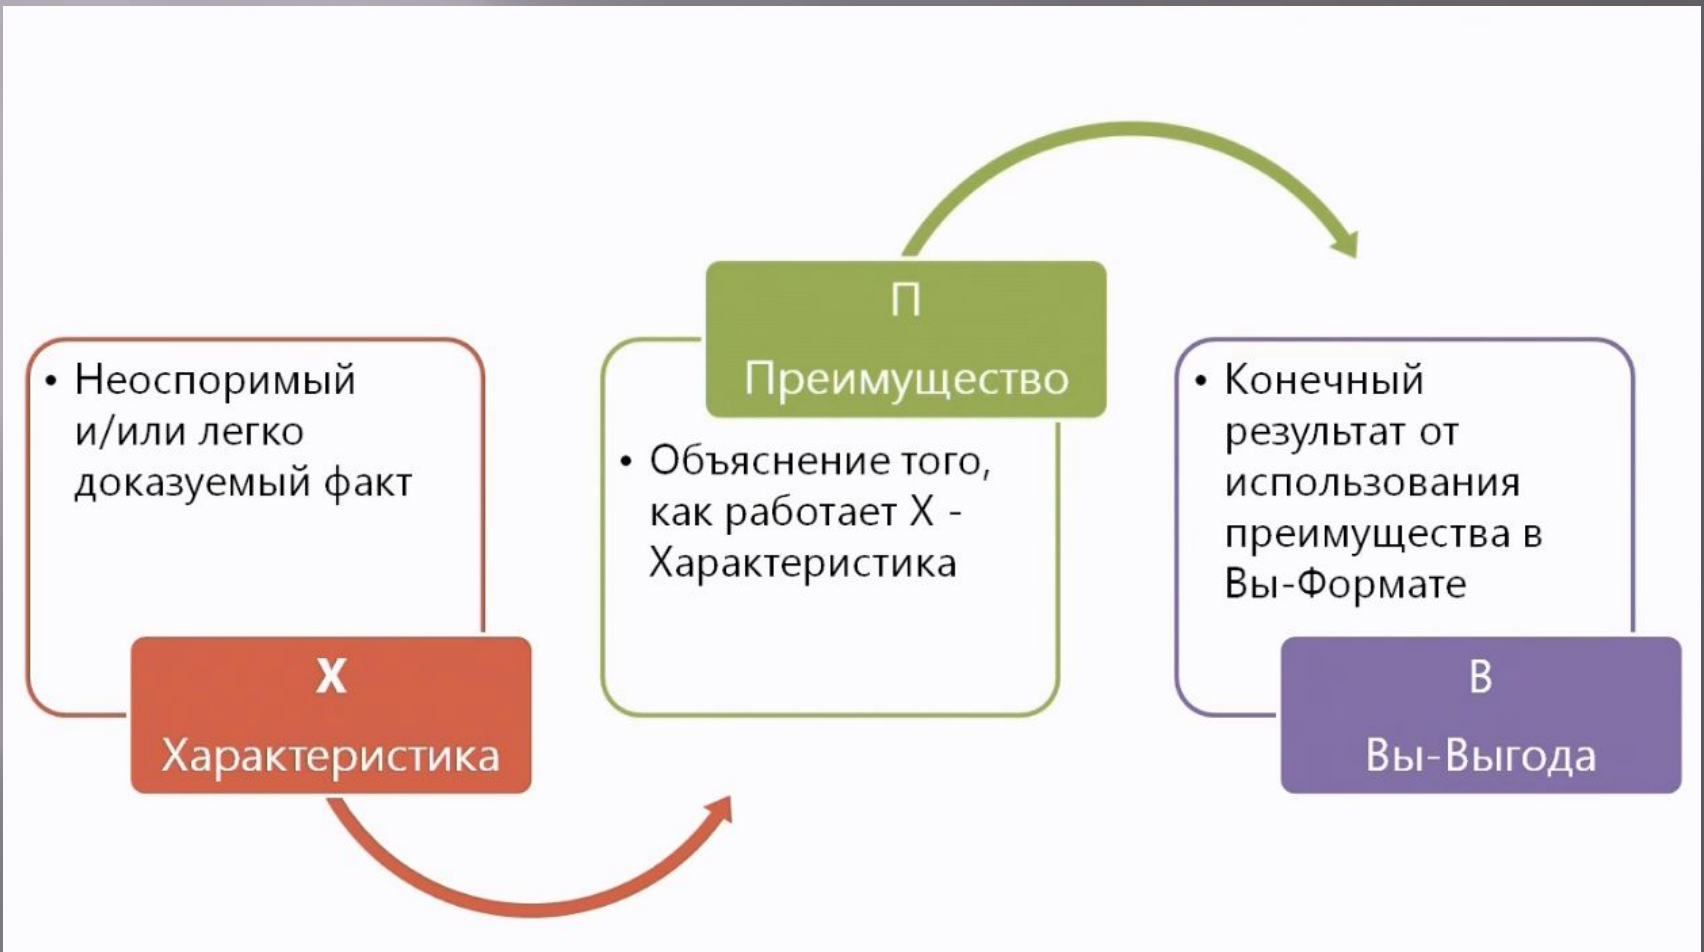 • Неоспоримый
и/или легко
доказуемый факт
Х
Характеристика
П
Преимущество
• Объяснение того,
как работает Х -
Характеристика
• Конечный
результат от
использования
преимущества в
Вы-Формате
В
Вы-Выгода